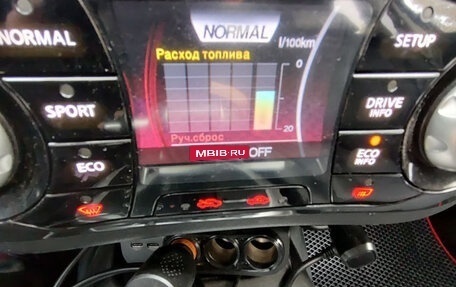 NORMAL
NORMAL
l/100km
SETUP
Расход топлива
0
SPORT
DRIVE
INFO
20
Руч.сброс
MBIB.RU
OFF
ECO
ECO
INFO